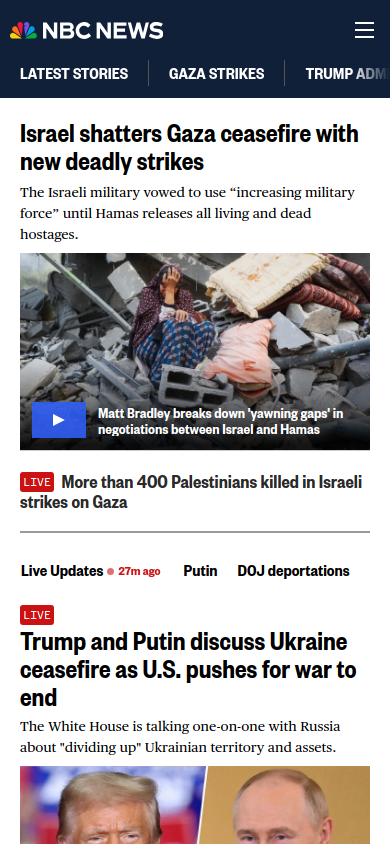 NBC NEWS
LATEST STORIES
GAZA STRIKES
TRUMP ADM
Israel shatters Gaza ceasefire with
new deadly strikes
The Israeli military vowed to use “increasing military
force” until Hamas releases all living and dead
hostages.
Matt Bradley breaks down 'yawning gaps' in
negotiations between Israel and Hamas
LIVE More than 400 Palestinians killed in Israeli
strikes on Gaza
Live Updates 27m ago Putin DOJ deportations
LIVE
Trump and Putin discuss Ukraine
ceasefire as U.S. pushes for war to
end
The White House is talking one-on-one with Russia
about "dividing up" Ukrainian territory and assets.